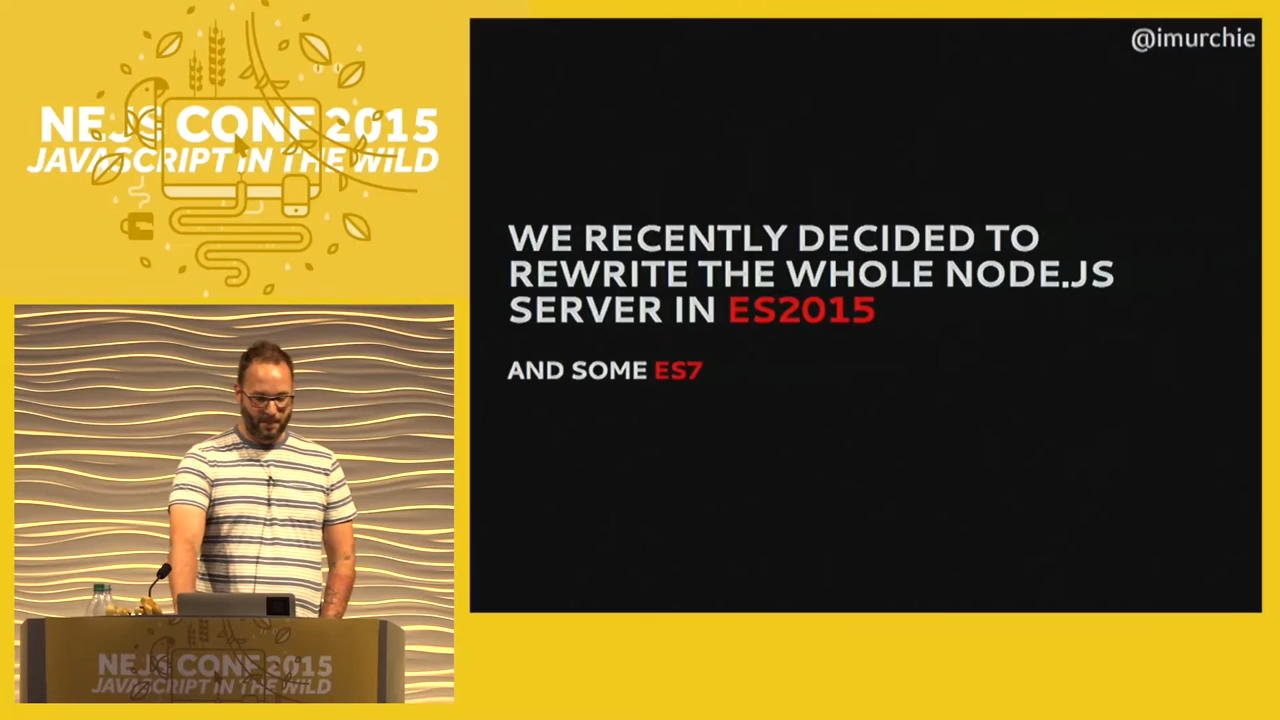 NEJS CONF 2015
JAVASCRIPT IN THE WILD
@imurchie
WE RECENTLY DECIDED TO
REWRITE THE WHOLE NODE.JS
SERVER IN ES2015
AND SOME ES7
NEJS CONF 2015
JAVASCRIPT IN THE WILD